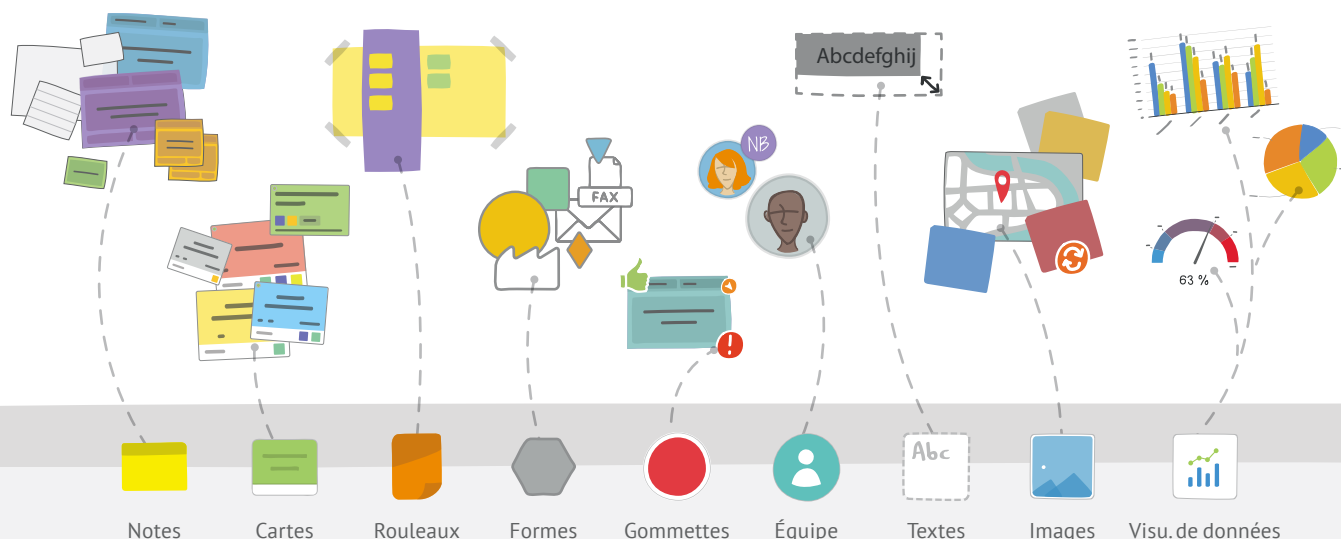 Abcdefghij
NB
FAX
63 %
Abc
Notes
Cartes
Rouleaux
Formes
Gommettes
Équipe
Textes
Images
Visu. de données